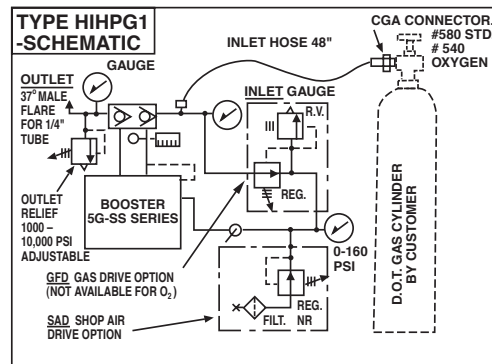 TYPE HIHPG1
-SCHEMATIC
CGA CONNECTOR.
#580 STD
# 540
OXYGEN
INLET HOSE 48"
GAUGE
OUTLET
37° MALE
FLARE
FOR 1/4"
TUBE
INLET GAUGE
R.V.
REG.
OUTLET
RELIEF
1000 –
10,000 PSI
ADJUSTABLE
BOOSTER
5G-SS SERIES
D.O.T. GAS CYLINDER
BY CUSTOMER
0-160
PSI
GFD GAS DRIVE OPTION
(NOT AVAILABLE FOR O2)
REG.
FILT. NR
SAD SHOP AIR
DRIVE OPTION